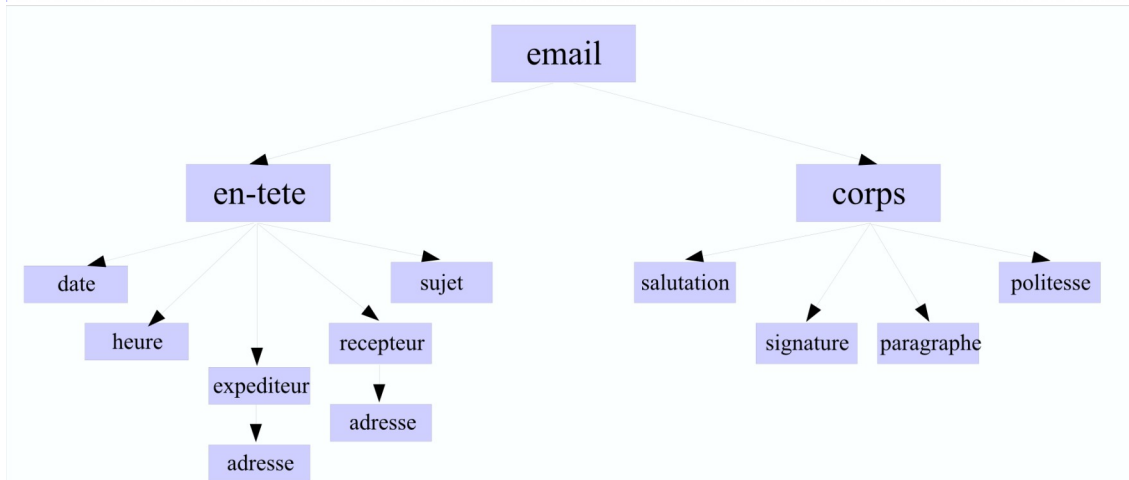 email
en-tete
corps
date
sujet
salutation
politesse
heure
recepteur
signature
paragraphe
expediteur
adresse
adresse